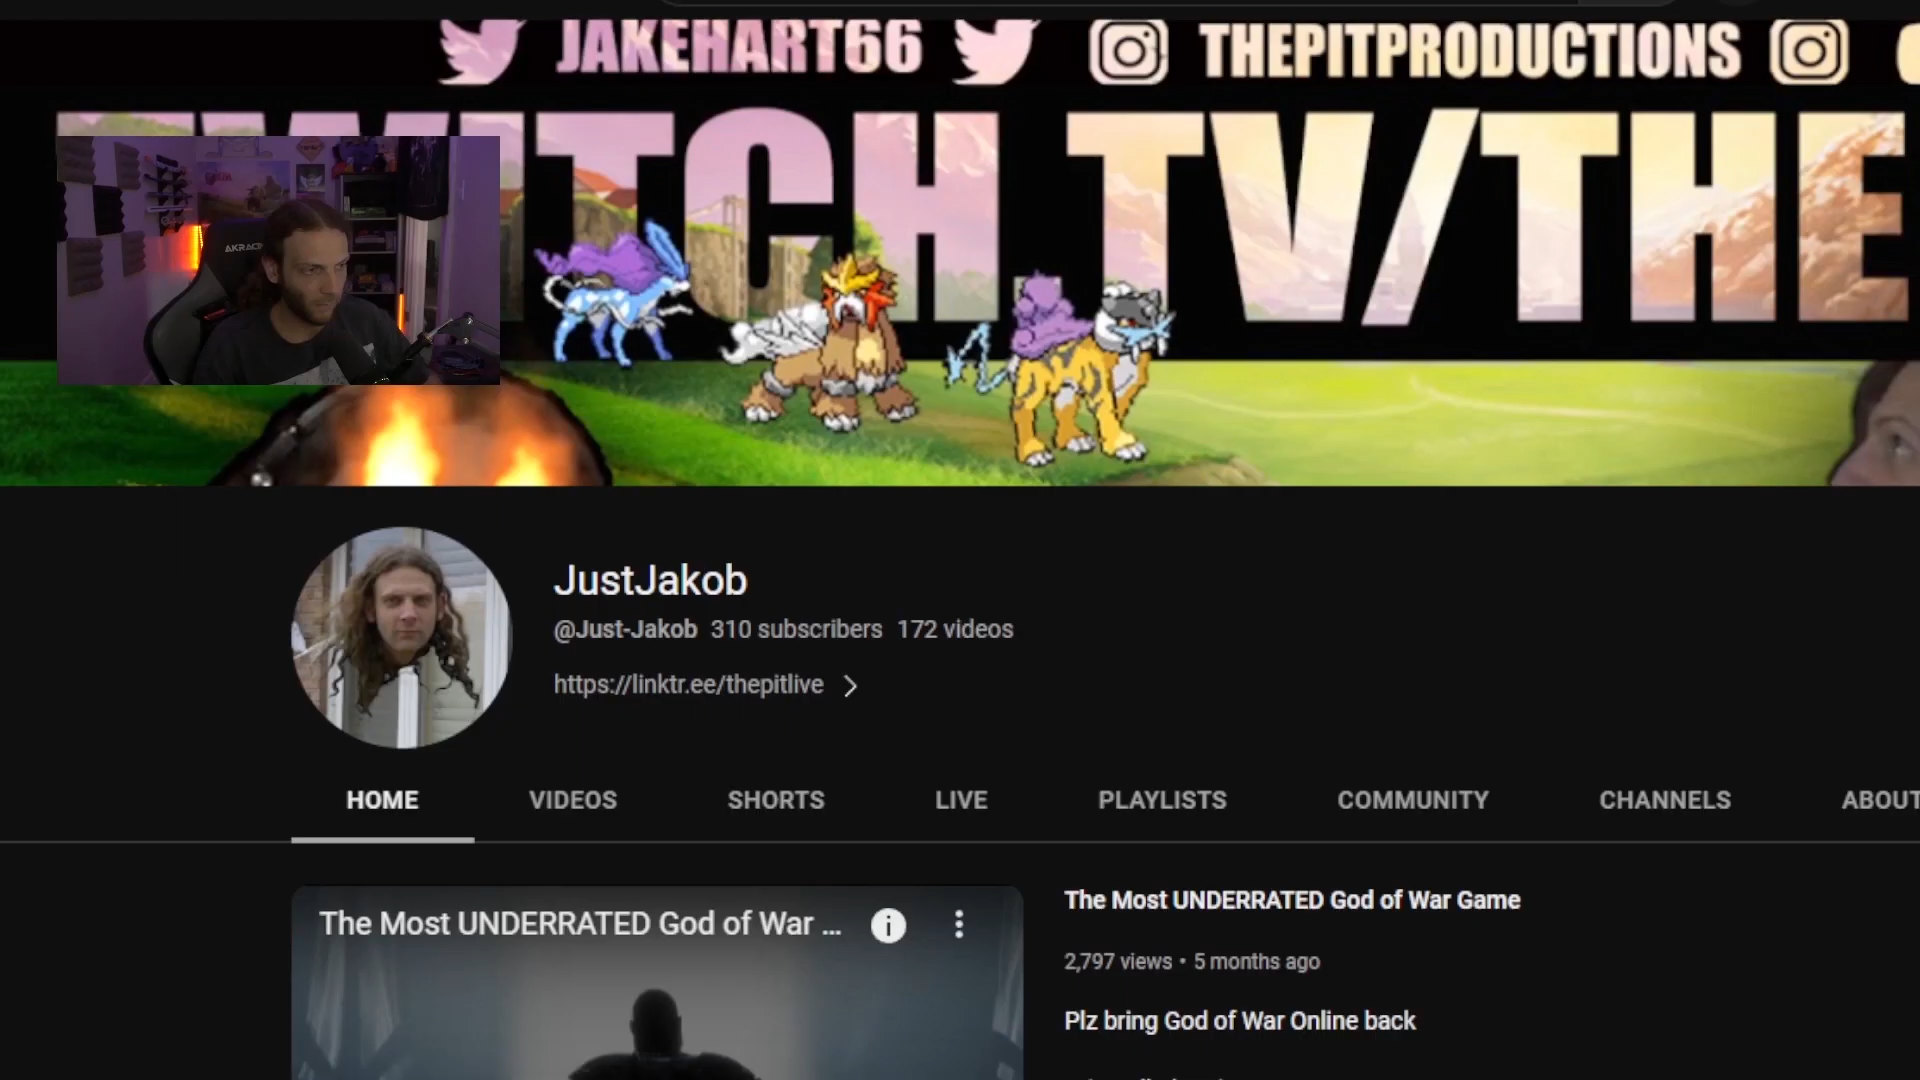 JAKEHART66 THEPITPRODUCTIONS
TWITCH.TV/THE
AKRACIN
JustJakob
@Just-Jakob 310 subscribers 172 videos
https://linktr.ee/thepitlive
HOME VIDEOS SHORTS LIVE PLAYLISTS COMMUNITY CHANNELS ABOUT
The Most UNDERRATED God of War ...
The Most UNDERRATED God of War Game
2,797 views • 5 months ago
Plz bring God of War Online back